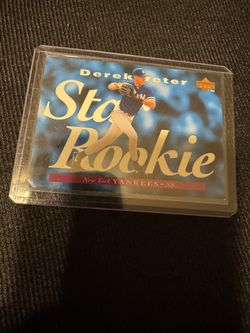 Derek Jeter
Star
Rookie
New York YANKEES • SS